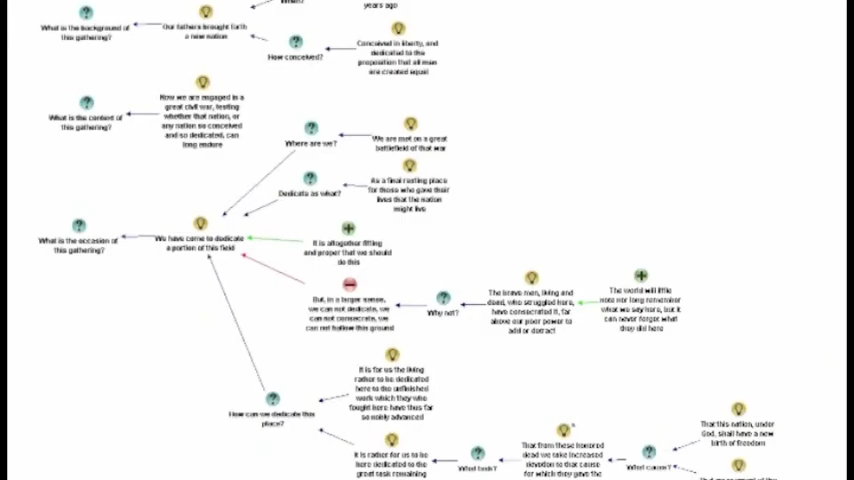 When?
years ago
What is the background of
this gathering?
Our fathers brought forth
a new nation
How conceived?
Conceived in liberty, and
dedicated to the
proposition that all men
are created equal
What is the context of
this gathering?
Now we are engaged in a
great civil war, testing
whether that nation, or
any nation so conceived
and so dedicated, can
long endure
Where are we?
We are met on a great
battlefield of that war
Dedicate as what?
As a final resting place
for those who gave their
lives that the nation
might live
What is the occasion of
this gathering?
We have come to dedicate
a portion of this field
It is altogether fitting
and proper that we should
do this
But, in a larger sense,
we can not dedicate, we
can not consecrate, we
can not hallow this ground
Why not?
The brave men, living and
dead, who struggled here,
have consecrated it, far
above our poor power to
add or detract
The world will little
note nor long remember
what we say here, but it
can never forget what
they did here
How can we dedicate this
place?
It is for us the living
rather to be dedicated
here to the unfinished
work which they who
fought here have thus far
so nobly advanced
It is rather for us to be
here dedicated to the
great task remaining
What task?
That from these honored
dead we take increased
devotion to that cause
for which they gave the
What cause?
That this nation, under
God, shall have a new
birth of freedom